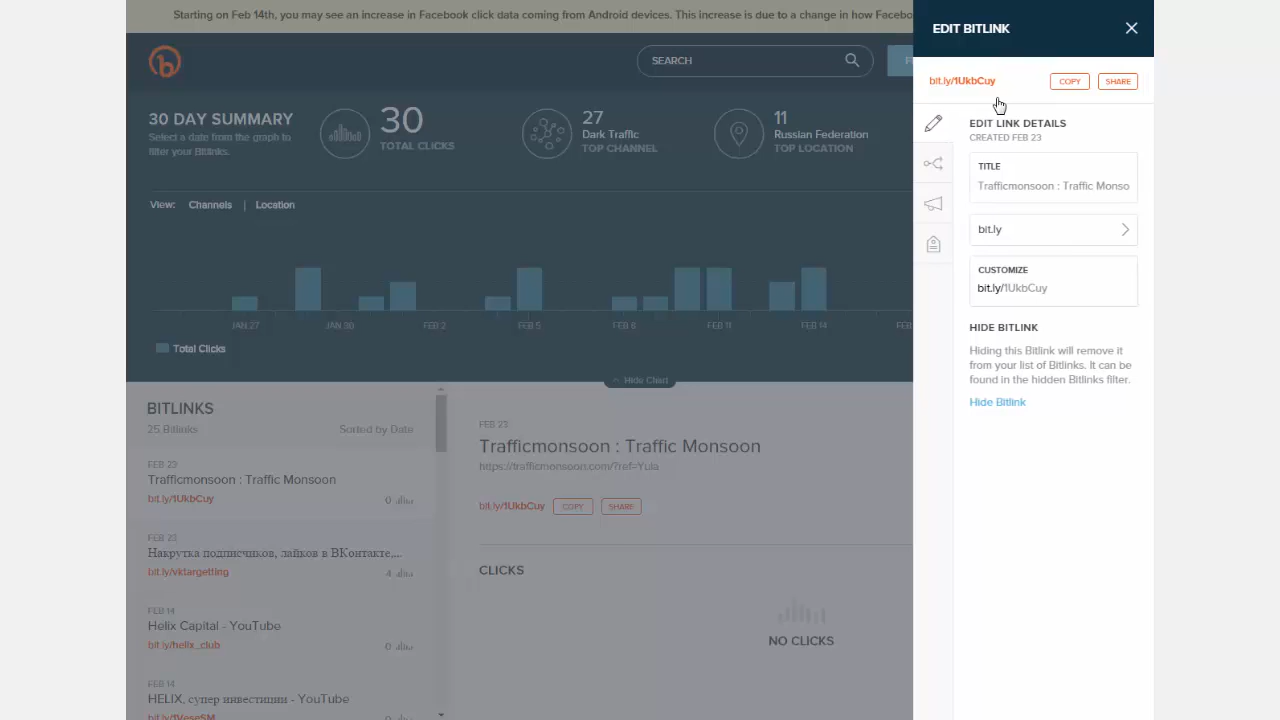 Starting on Feb 14th, you may see an increase in Facebook click data coming from Android devices. This increase is due to a change in how Facebo
SEARCH
30 DAY SUMMARY
Select a date from the graph to
filter your Bitlinks.
30
TOTAL CLICKS
27
Dark Traffic
TOP CHANNEL
11
Russian Federation
TOP LOCATION
View: Channels | Location
JAN 27 JAN 30 FEB 2 FEB 5 FEB 8 FEB 11 FEB 14
Total Clicks
Hide Chart
BITLINKS
25 Bitlinks Sorted by Date
FEB 23
Trafficmonsoon : Traffic Monsoon
bit.ly/1UkbCuy 0
FEB 23
Накрутка подписчиков, лайков в ВКонтакте,...
bit.ly/vktargetting 4
FEB 14
Helix Capital - YouTube
bit.ly/helix_club 0
FEB 14
HELIX, супер инвестиции - YouTube
bit.ly/1VeseSM 0
FEB 23
Trafficmonsoon : Traffic Monsoon
https://trafficmonsoon.com/?ref=Yula
bit.ly/1UkbCuy COPY SHARE
CLICKS
NO CLICKS
EDIT BITLINK
bit.ly/1UkbCuy COPY SHARE
EDIT LINK DETAILS
CREATED FEB 23
TITLE
Trafficmonsoon : Traffic Monso
bit.ly
CUSTOMIZE
bit.ly/1UkbCuy
HIDE BITLINK
Hiding this Bitlink will remove it
from your list of Bitlinks. It can be
found in the hidden Bitlinks filter.
Hide Bitlink